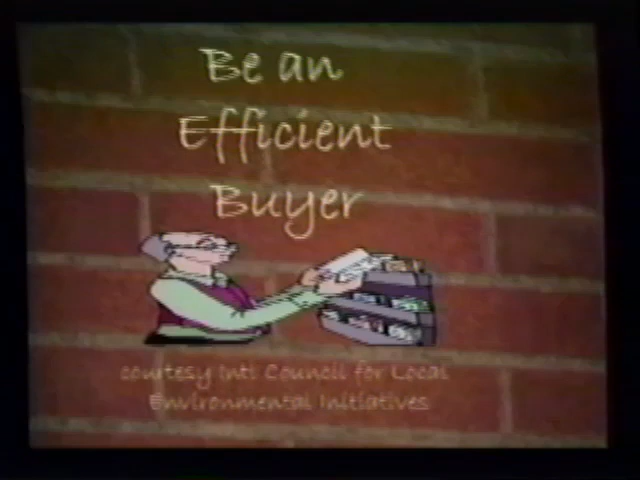 Be an
Efficient
Buyer
courtesy Intl Council for Local
Environmental Initiatives